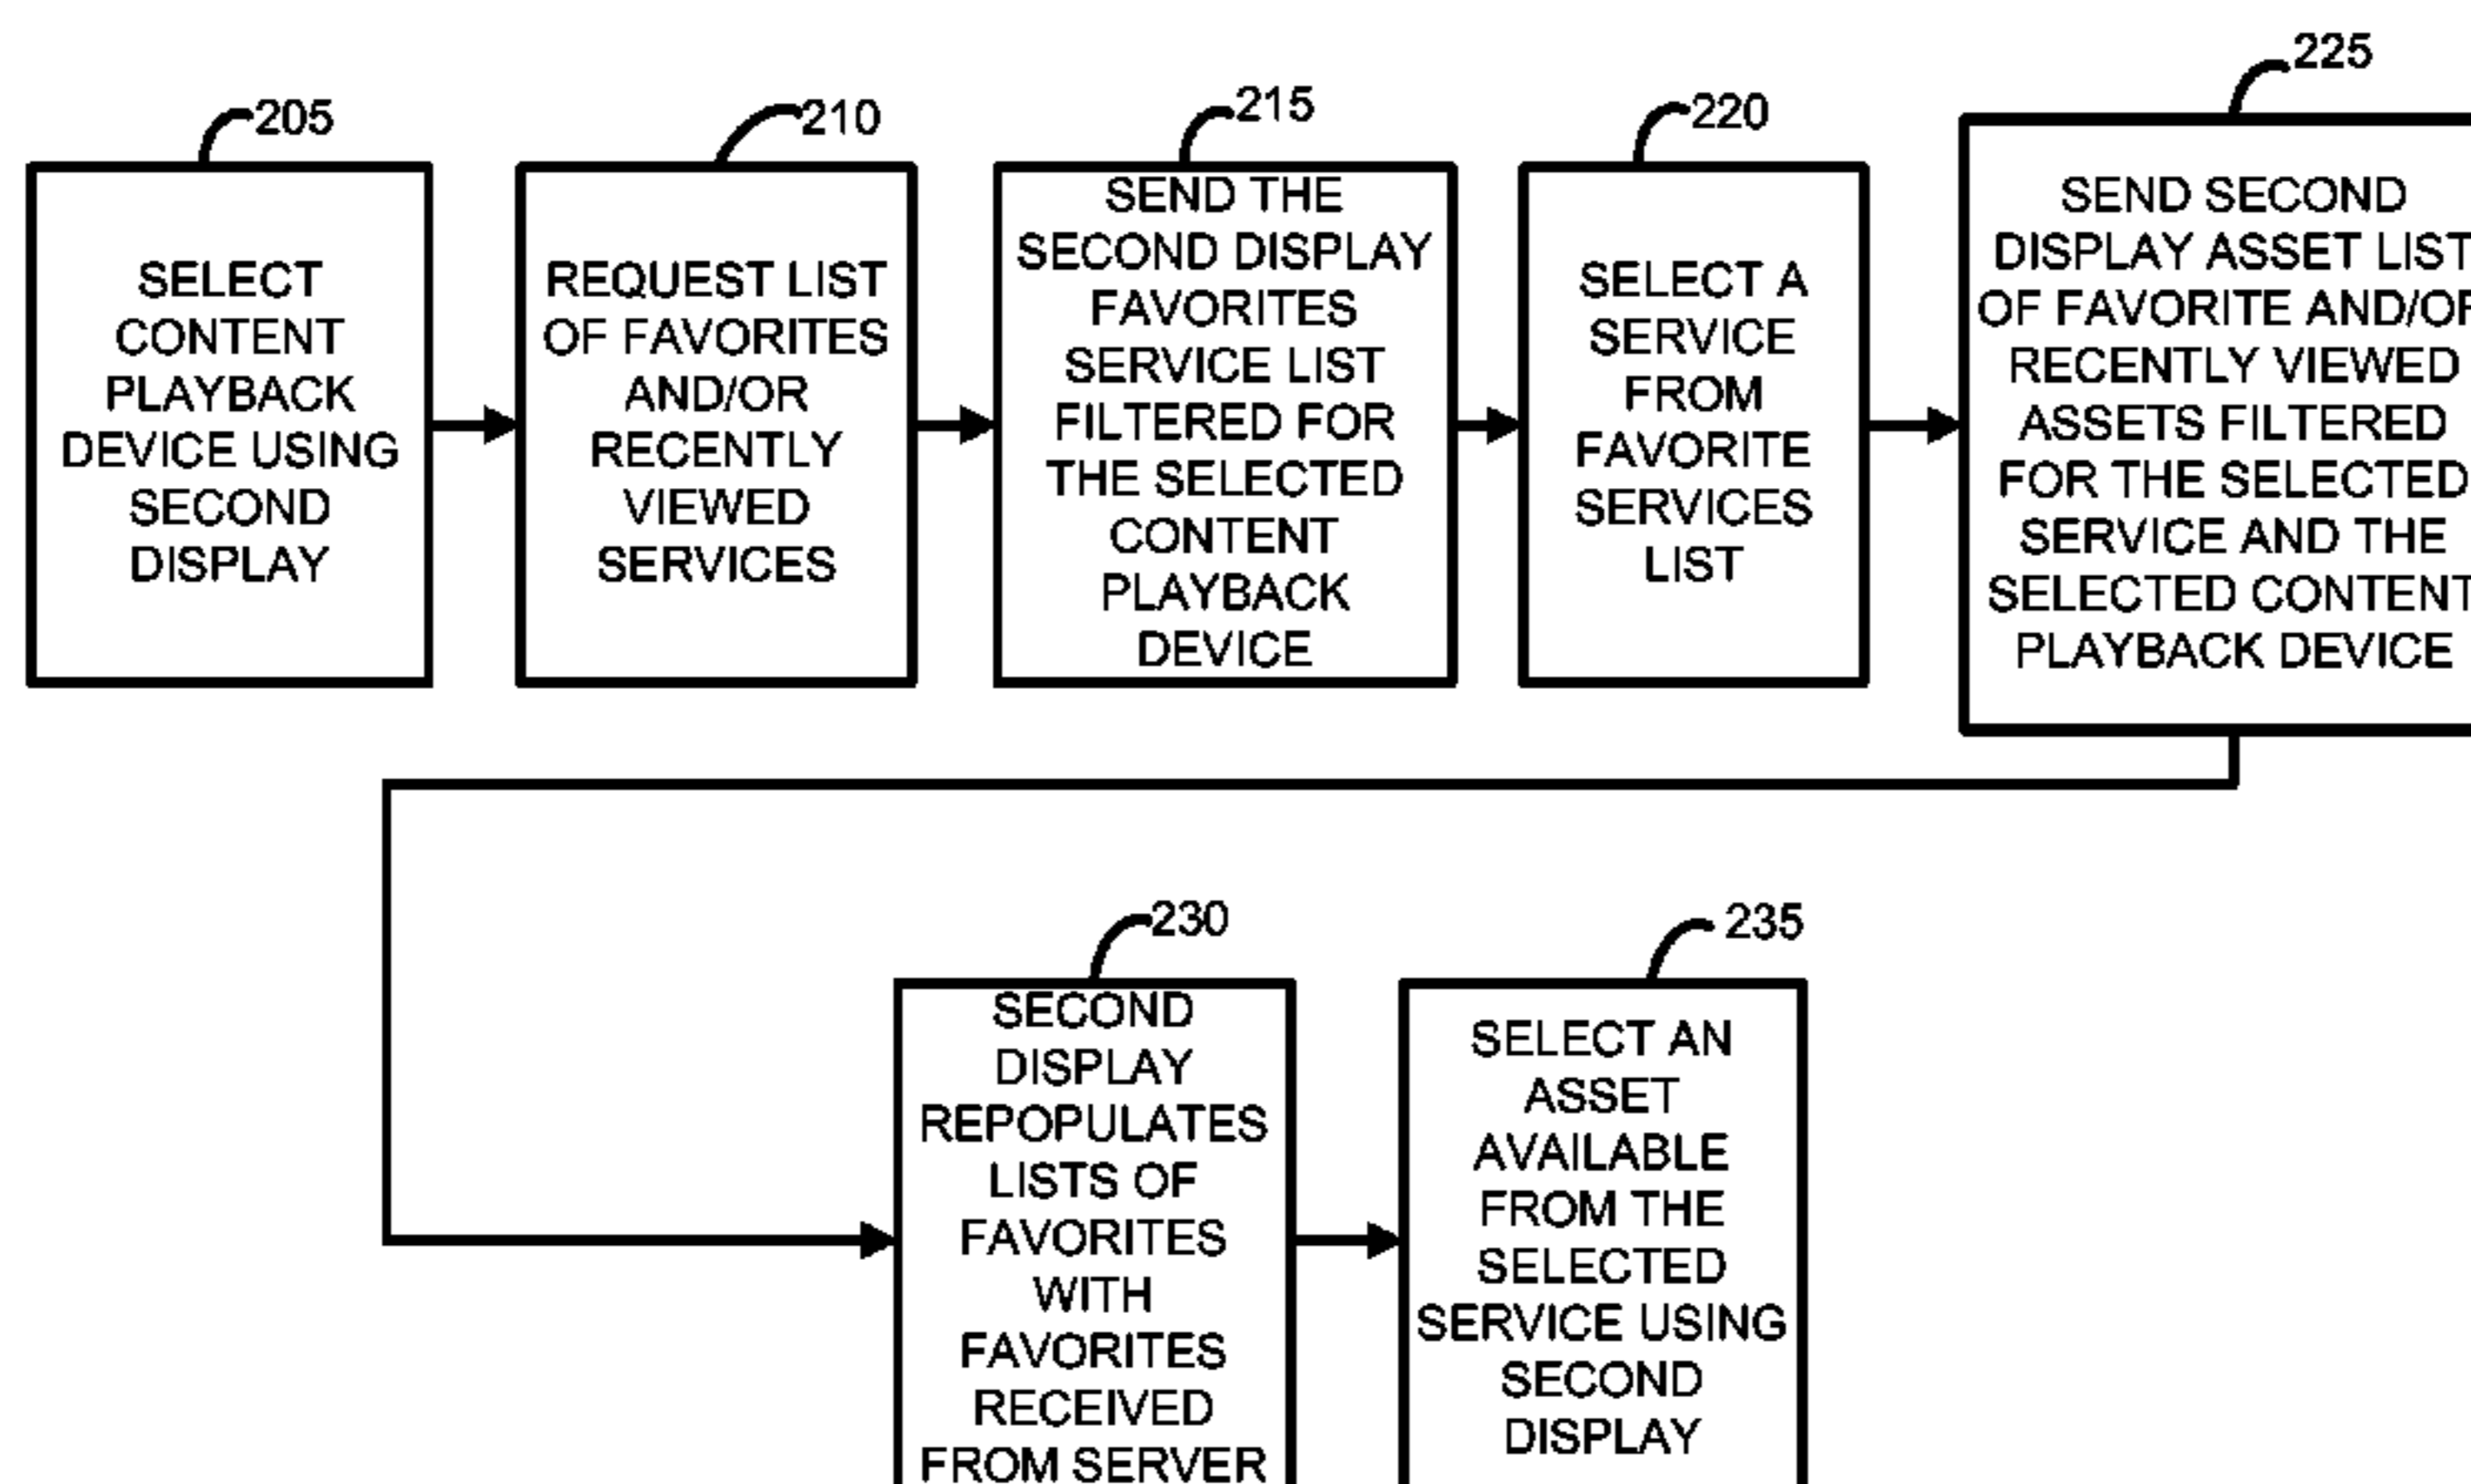 205
SELECT
CONTENT
PLAYBACK
DEVICE USING
SECOND
DISPLAY
210
REQUEST LIST
OF FAVORITES
AND/OR
RECENTLY
VIEWED
SERVICES
215
SEND THE
SECOND DISPLAY
FAVORITES
SERVICE LIST
FILTERED FOR
THE SELECTED
CONTENT
PLAYBACK
DEVICE
220
SELECT A
SERVICE
FROM
FAVORITE
SERVICES
LIST
225
SEND SECOND
DISPLAY ASSET LIST
OF FAVORITE AND/OR
RECENTLY VIEWED
ASSETS FILTERED
FOR THE SELECTED
SERVICE AND THE
SELECTED CONTENT
PLAYBACK DEVICE
230
SECOND
DISPLAY
REPOPULATES
LISTS OF
FAVORITES
WITH
FAVORITES
RECEIVED
FROM SERVER
235
SELECT AN
ASSET
AVAILABLE
FROM THE
SELECTED
SERVICE USING
SECOND
DISPLAY